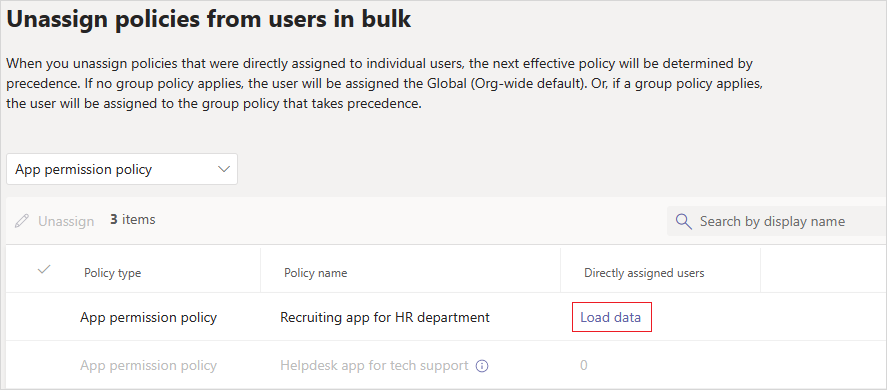 Unassign policies from users in bulk
When you unassign policies that were directly assigned to individual users, the next effective policy will be determined by
precedence. If no group policy applies, the user will be assigned the Global (Org-wide default). Or, if a group policy applies,
the user will be assigned to the group policy that takes precedence.
App permission policy
Unassign 3 items Search by display name
Policy type Policy name Directly assigned users
App permission policy Recruiting app for HR department Load data
App permission policy Helpdesk app for tech support 0